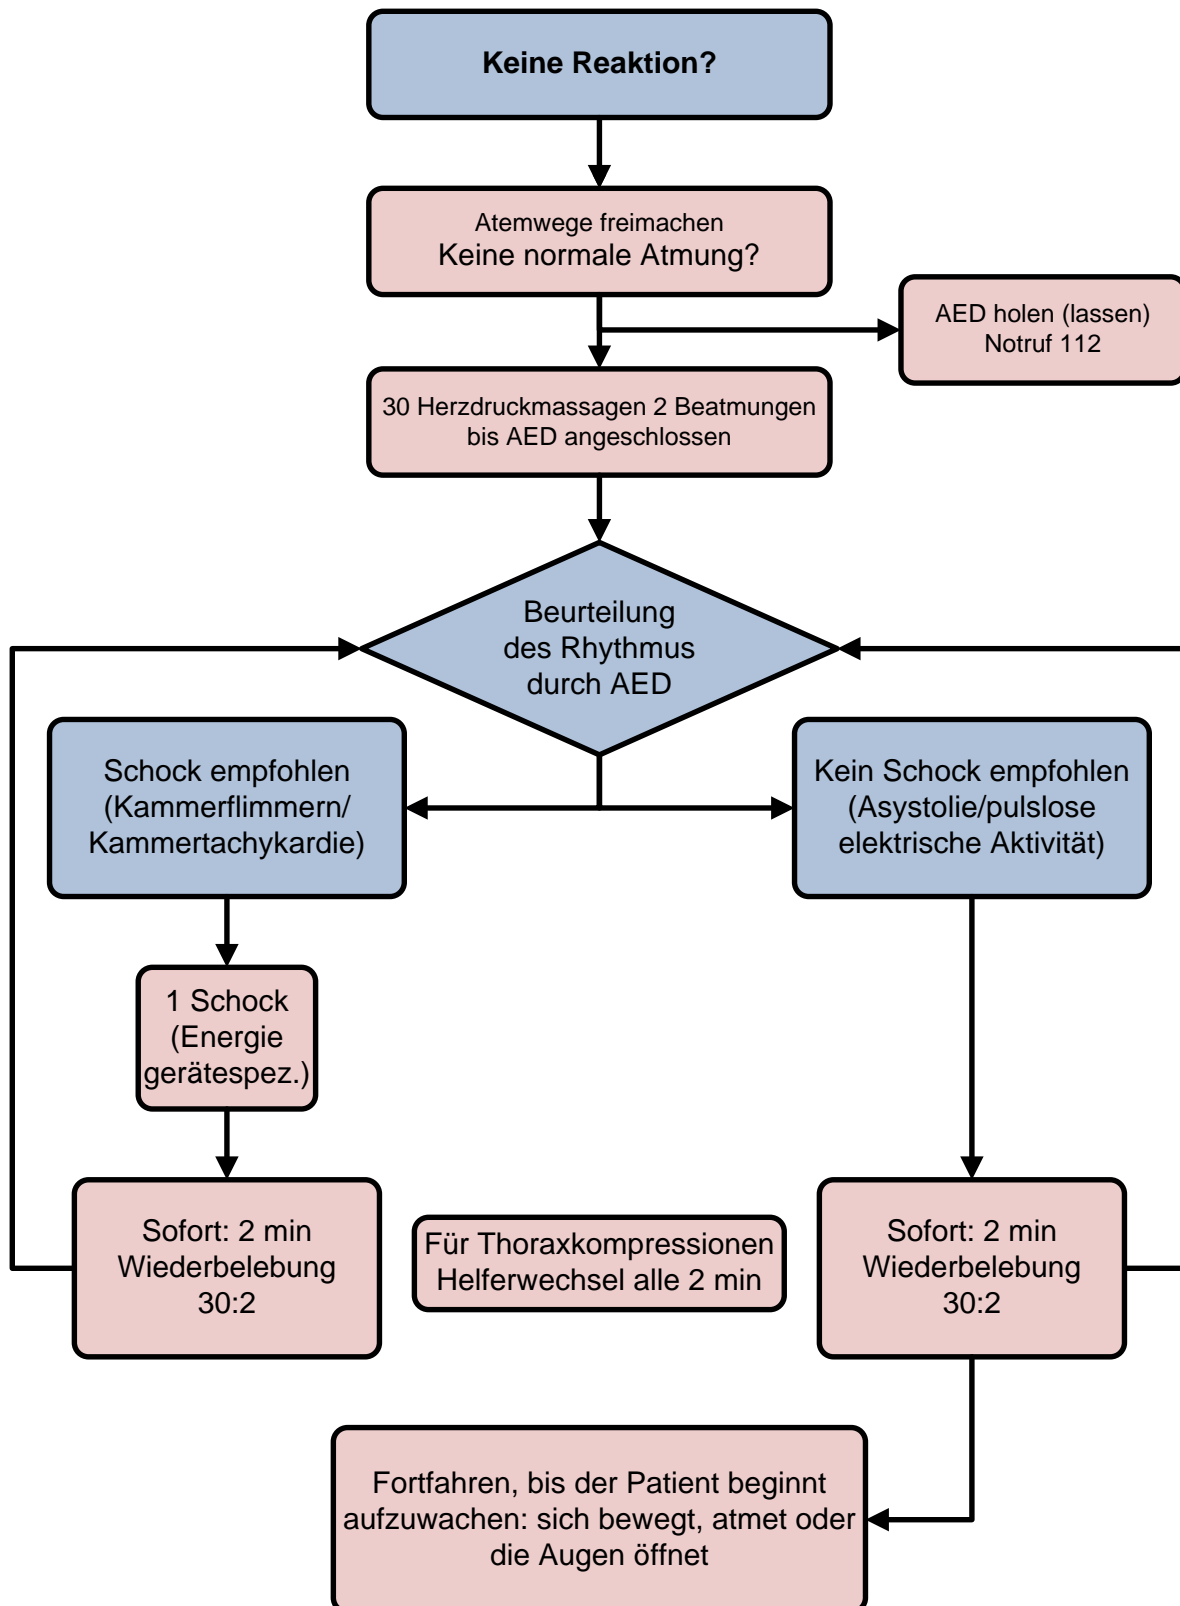 Keine Reaktion?
Atemwege freimachen
Keine normale Atmung?
AED holen (lassen)
Notruf 112
30 Herzdruckmassagen 2 Beatmungen
bis AED angeschlossen
Beurteilung
des Rhythmus
durch AED
Schock empfohlen
(Kammerflimmern/
Kammertachykardie)
Kein Schock empfohlen
(Asystolie/pulslose
elektrische Aktivität)
1 Schock
(Energie
gerätespez.)
Sofort: 2 min
Wiederbelebung
30:2
Für Thoraxkompressionen
Helferwechsel alle 2 min
Sofort: 2 min
Wiederbelebung
30:2
Fortfahren, bis der Patient beginnt
aufzuwachen: sich bewegt, atmet oder
die Augen öffnet